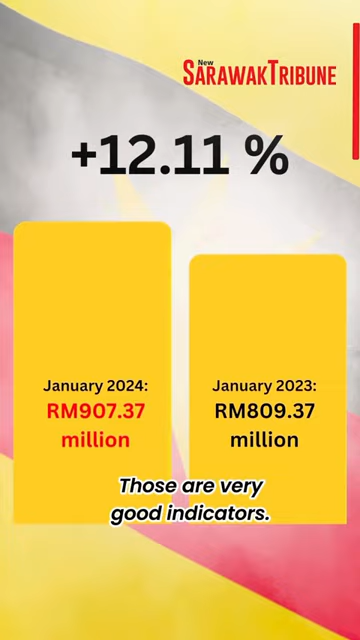 New
SARAWAKTRIBUNE
+12.11 %
January 2024:
RM907.37
million
January 2023:
RM809.37
million
Those are very
good indicators.